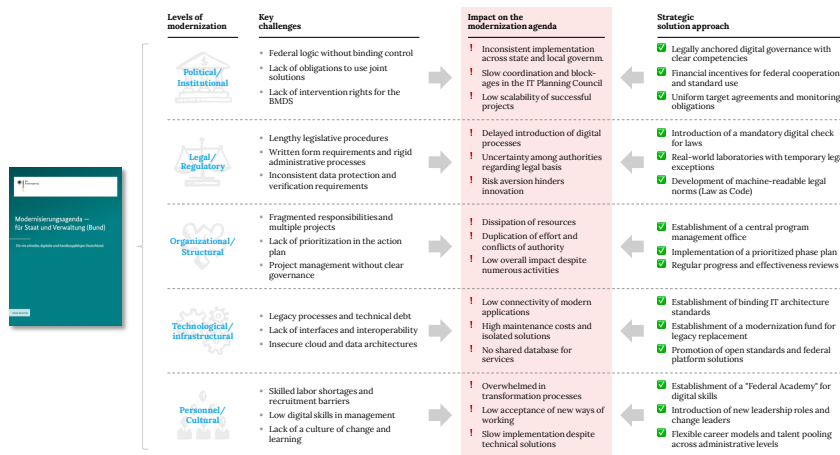 Levels of
modernization
Key
challenges
Impact on the
modernization agenda
Strategic
solution approach
Modernisierungsagenda —
für Staat und Verwaltung (Bund)
Political/
Institutional
Federal logic without binding control
Lack of obligations to use joint
solutions
Lack of intervention rights for the
BMDS
! Inconsistent implementation
across state and local governm.
! Slow coordination and block-
ages in the IT Planning Council
! Low scalability of successful
projects
Legally anchored digital governance with
clear competencies
Financial incentives for federal cooperation
and standard use
Uniform target agreements and monitoring
obligations
Legal/
Regulatory
Lengthy legislative procedures
Written form requirements and rigid
administrative processes
Inconsistent data protection and
verification requirements
! Delayed introduction of digital
processes
! Uncertainty among authorities
regarding legal basis
! Risk aversion hinders
innovation
Introduction of a mandatory digital check
for laws
Real-world laboratories with temporary lega
exceptions
Development of machine-readable legal
norms (Law as Code)
Organizational/
Structural
Fragmented responsibilities and
multiple projects
Lack of prioritization in the action
plan
Project management without clear
governance
! Dissipation of resources
! Duplication of effort and
conflicts of authority
! Low overall impact despite
numerous activities
Establishment of a central program
management office
Implementation of a prioritized phase plan
Regular progress and effectiveness reviews
Technological/
infrastructural
Legacy processes and technical debt
Lack of interfaces and interoperability
Insecure cloud and data architectures
! Low connectivity of modern
applications
! High maintenance costs and
isolated solutions
! No shared database for
services
Establishment of binding IT architecture
standards
Establishment of a modernization fund for
legacy replacement
Promotion of open standards and federal
platform solutions
Personnel/
Cultural
Skilled labor shortages and
recruitment barriers
Low digital skills in management
Lack of a culture of change and
learning
! Overwhelmed in
transformation processes
! Low acceptance of new ways of
working
! Slow implementation despite
technical solutions
Establishment of a "Federal Academy" for
digital skills
Introduction of new leadership roles and
change leaders
Flexible career models and talent pooling
across administrative levels